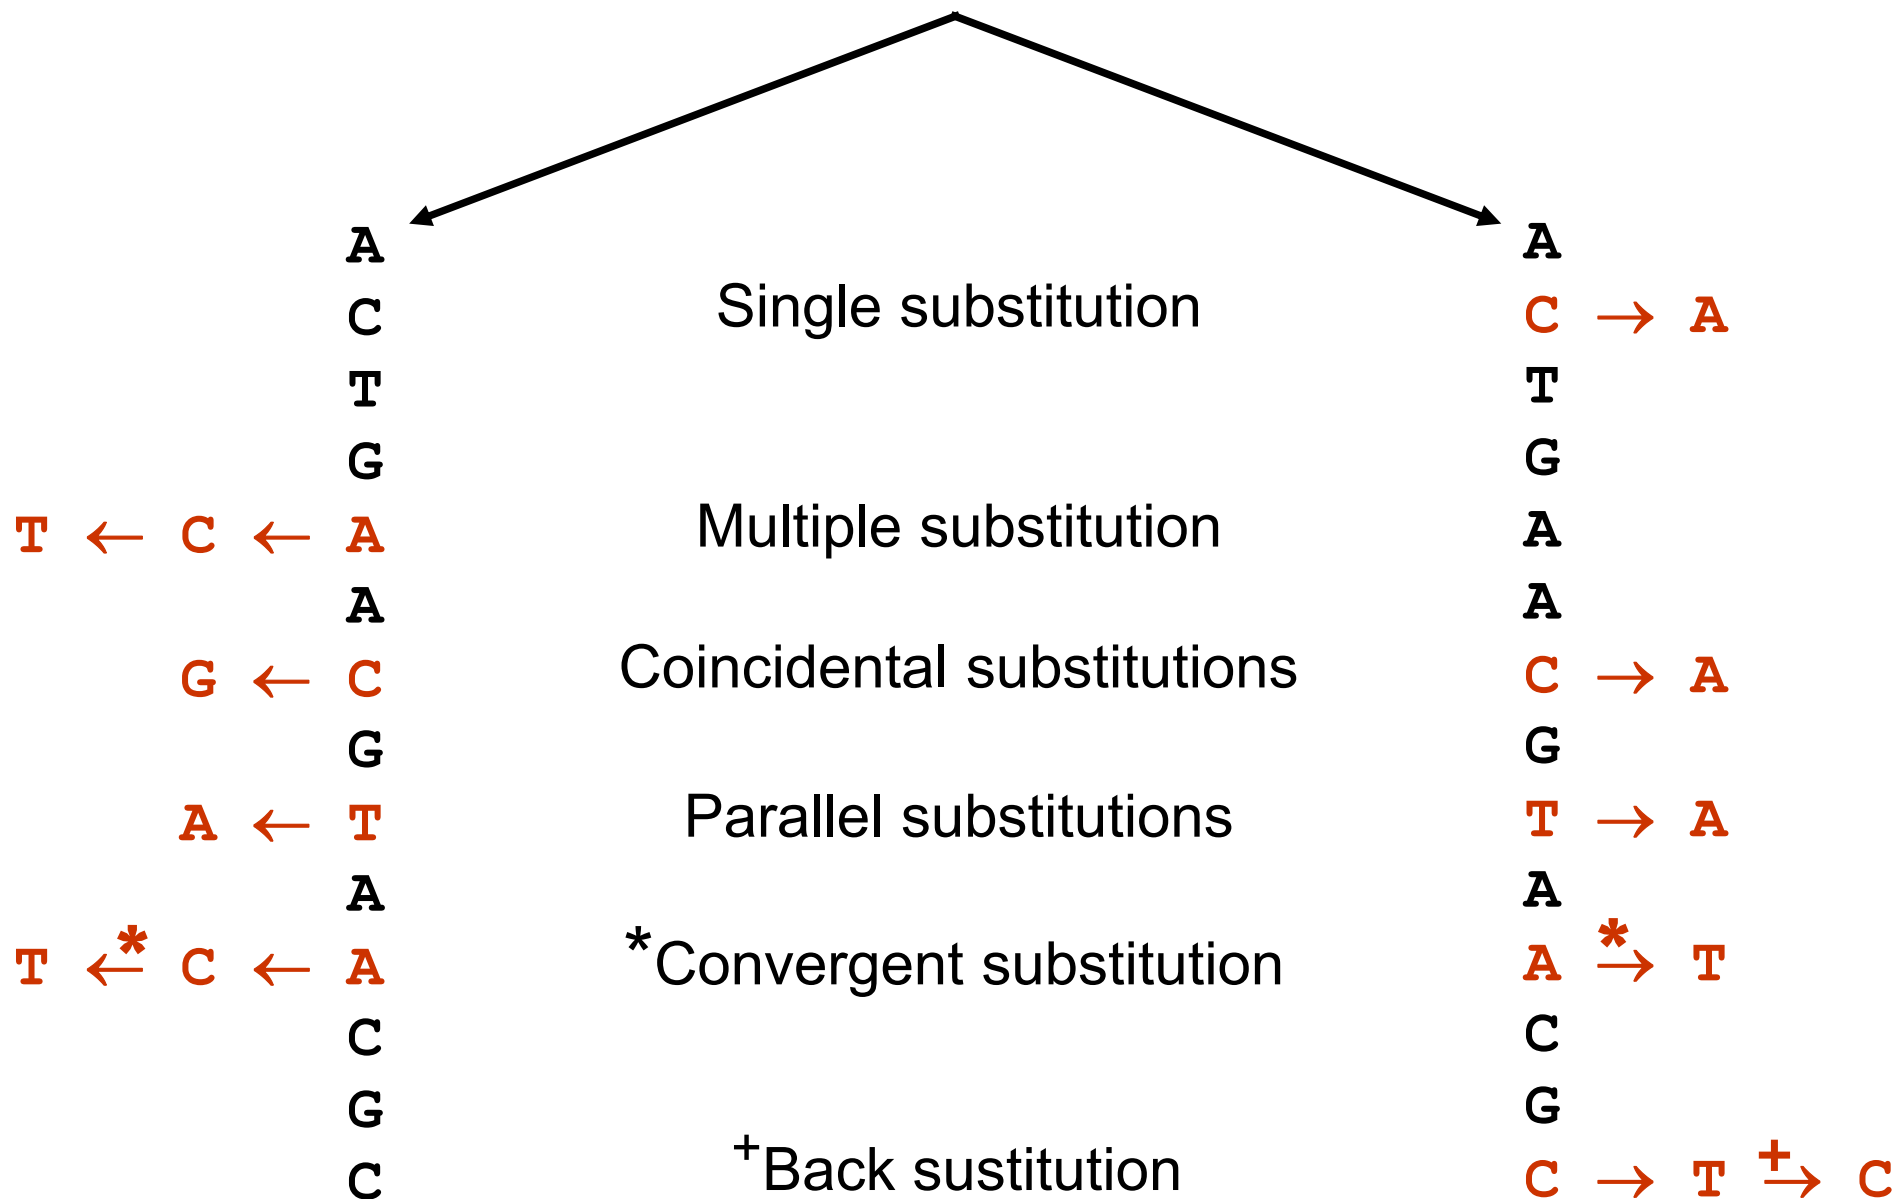 A A
C Single substitution C → A
T T
G G
T ← C ← A Multiple substitution A
A A
G ← C Coincidental substitutions C → A
G G
A ← T Parallel substitutions T → A
A A
T ←* C ← A *Convergent substitution A →* T
C C
G G
C +Back sustitution C → T →+ C